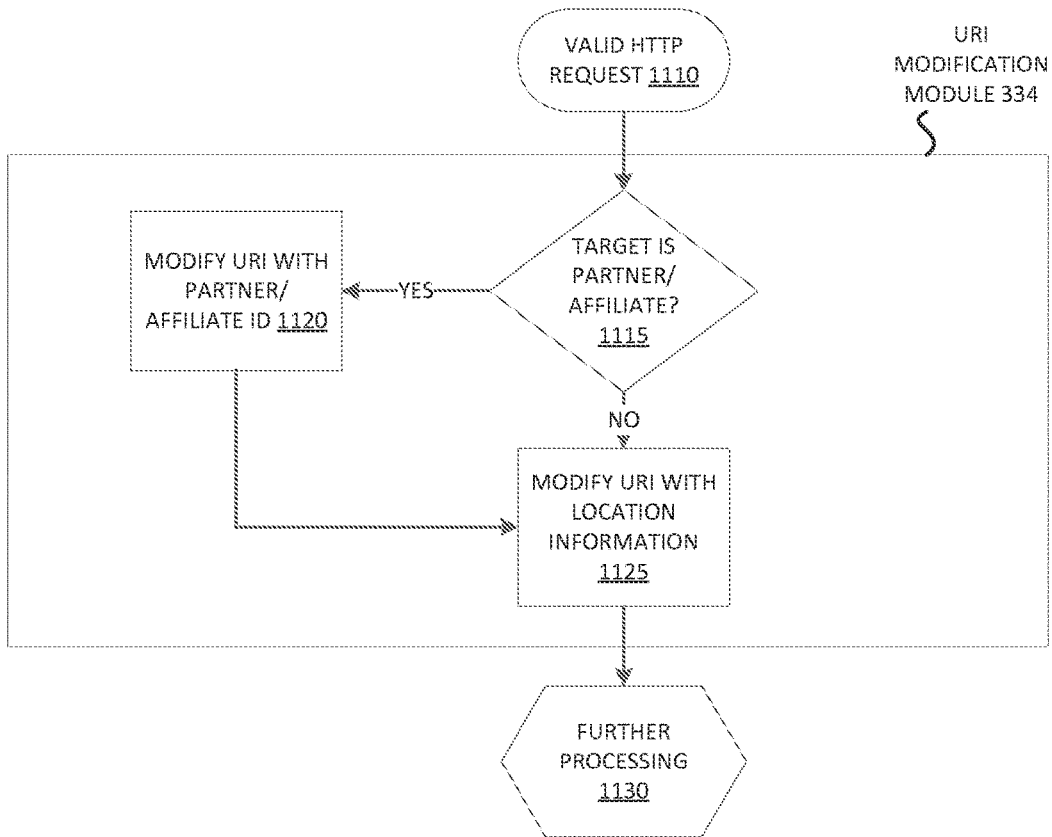 VALID HTTP
REQUEST 1110
URI
MODIFICATION
MODULE 334
TARGET IS
PARTNER/
AFFILIATE?
1115
YES
MODIFY URI WITH
PARTNER/
AFFILIATE ID 1120
NO
MODIFY URI WITH
LOCATION
INFORMATION
1125
FURTHER
PROCESSING
1130